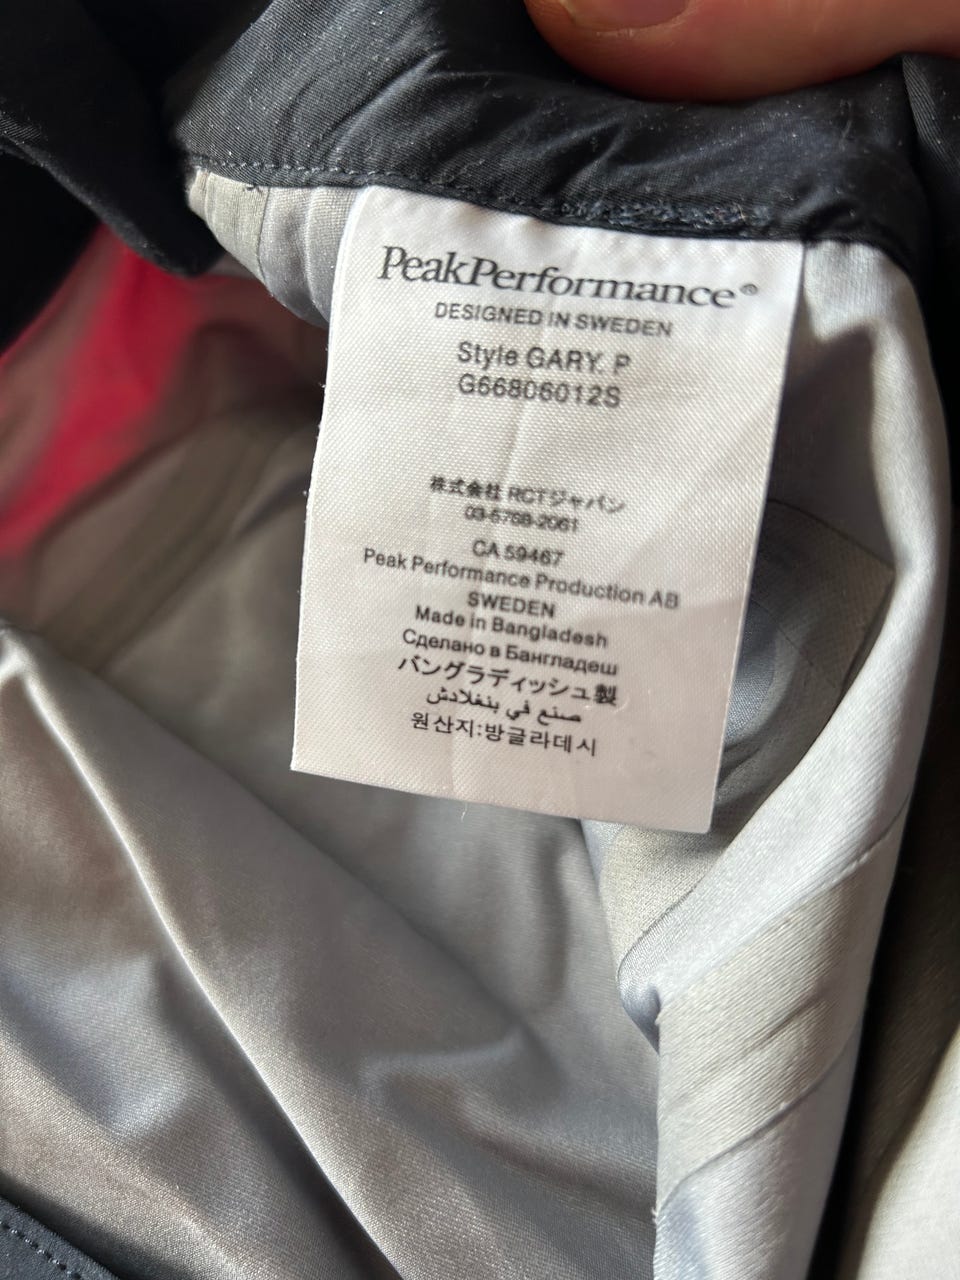 PeakPerformance®
DESIGNED IN SWEDEN
Style GARY. P
G66806012S
株式会社 RCTジャパン
03-5768-2061
CA 59467
Peak Performance Production AB
SWEDEN
Made in Bangladesh
Сделано в Бангладеш
バングラディッシュ製
صنع في بنغلادش
원산지:방글라데시